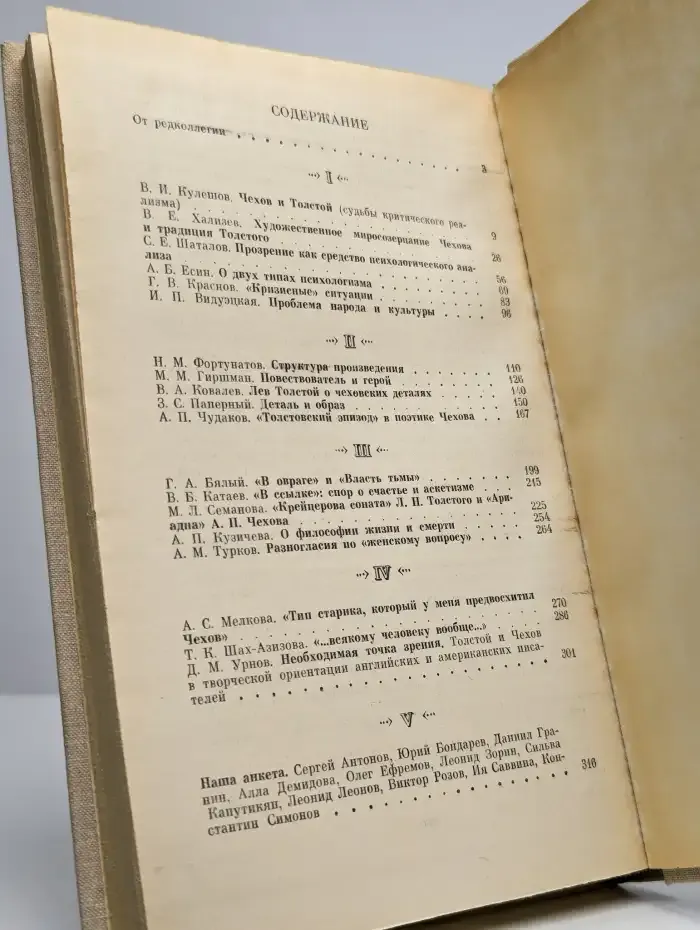 СОДЕРЖАНИЕ
От редколлегии . . . . . . . . . . . . . . . . . 3
I
В. И. Кулешов. Чехов и Толстой (судьбы критического реа-
лизма) . . . . . . . . . . . . . . . . 9
В. Е. Хализев. Художественное миросозерцание Чехова
и традиция Толстого . . . . . . . . . . . 26
С. Е. Шаталов. Прозрение как средство психологического ана-
лиза . . . . . . . . . . . . . . . . 56
А. Б. Есин. О двух типах психологизма . . . . . . 69
Г. В. Краснов. «Кризисные» ситуации . . . . . . . 83
И. П. Видуэцкая. Проблема народа и культуры . . . . 96
II
Н. М. Фортунатов. Структура произведения . . . . . . 110
М. М. Гиршман. Повествователь и герой . . . . . . 126
В. А. Ковалев. Лев Толстой о чеховских деталях . . . . . 140
З. С. Паперный. Деталь и образ . . . . . . . . 150
А. П. Чудаков. «Толстовский эпизод» в поэтике Чехова . . 167
III
Г. А. Бялый. «В овраге» и «Власть тьмы» . . . . . . . 199
В. Б. Катаев. «В ссылке»: спор о счастье и аскетизме . . . 215
М. Л. Семанова. «Крейцерова соната» Л. Н. Толстого и «Ари-
адна» А. П. Чехова . . . . . . . . . . . . 225
А. П. Кузичева. О философии жизни и смерти . . . . . 254
А. М. Турков. Разногласия по «женскому вопросу» . . . . 264
IV
А. С. Мелкова. «Тип старика, который у меня предвосхитил
Чехов» . . . . . . . . . . . . . . . 270
Т. К. Шах-Азизова. «...всякому человеку вообще...» . . . . 286
Д. М. Урнов. Необходимая точка зрения. Толстой и Чехов
в творческой ориентации английских и американских писа-
телей . . . . . . . . . . . . . . . . 301
V
Наша анкета. Сергей Антонов, Юрий Бондарев, Даниил Гра-
нин, Алла Демидова, Олег Ефремов, Леонид Зорин, Сильва
Капутикян, Леонид Леонов, Виктор Розов, Ия Саввина, Кон-
стантин Симонов . . . . . . . . . . . . . 316